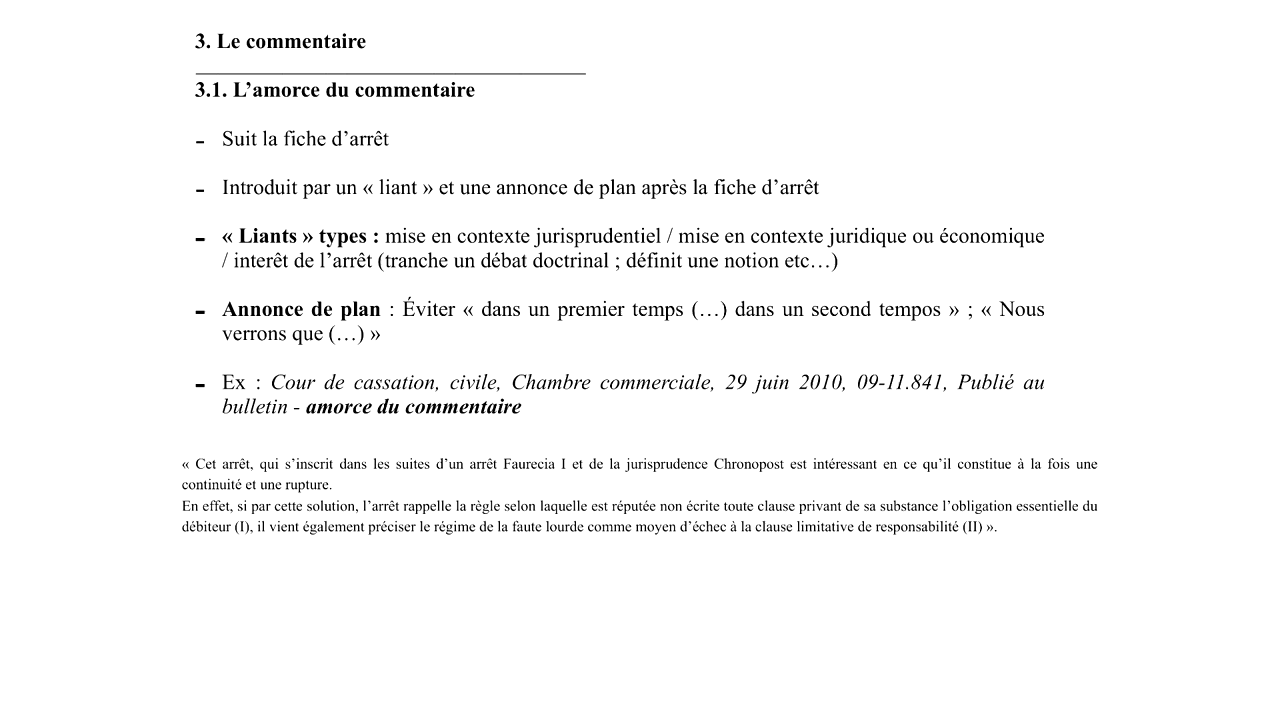 3. Le commentaire
3.1. L’amorce du commentaire
- Suit la fiche d’arrêt
- Introduit par un « liant » et une annonce de plan après la fiche d’arrêt
- « Liants » types : mise en contexte jurisprudentiel / mise en contexte juridique ou économique
/ interêt de l’arrêt (tranche un débat doctrinal ; définit une notion etc…)
- Annonce de plan : Éviter « dans un premier temps (…) dans un second tempos » ; « Nous
verrons que (…) »
- Ex : Cour de cassation, civile, Chambre commerciale, 29 juin 2010, 09-11.841, Publié au
bulletin - amorce du commentaire
« Cet arrêt, qui s’inscrit dans les suites d’un arrêt Faurecia I et de la jurisprudence Chronopost est intéressant en ce qu’il constitue à la fois une
continuité et une rupture.
En effet, si par cette solution, l’arrêt rappelle la règle selon laquelle est réputée non écrite toute clause privant de sa substance l’obligation essentielle du
débiteur (I), il vient également préciser le régime de la faute lourde comme moyen d’échec à la clause limitative de responsabilité (II) ».